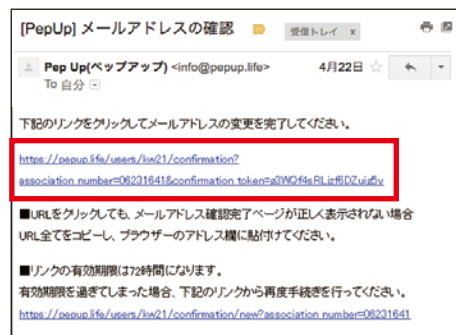 [PepUp] メールアドレスの確認 受信トレイ x
Pep Up(ペップアップ) <info@pepup.life> 4月22日
To 自分
下記のリンクをクリックしてメールアドレスの変更を完了してください。
https://pepup.life/users/kw21/confirmation?
association_number=06231641&confirmation_token=s3WQf4sRLizf6DZuiq5v
■URLをクリックしても、メールアドレス確認完了ページが正しく表示されない場合
URL全てをコピーし、ブラウザーのアドレス欄に貼付けてください。
■リンクの有効期限は72時間になります。
有効期限を過ぎてしまった場合、下記のリンクから再度手続きを行ってください。
https://pepup.life/users/kw21/confirmation/new?association_number=06231641